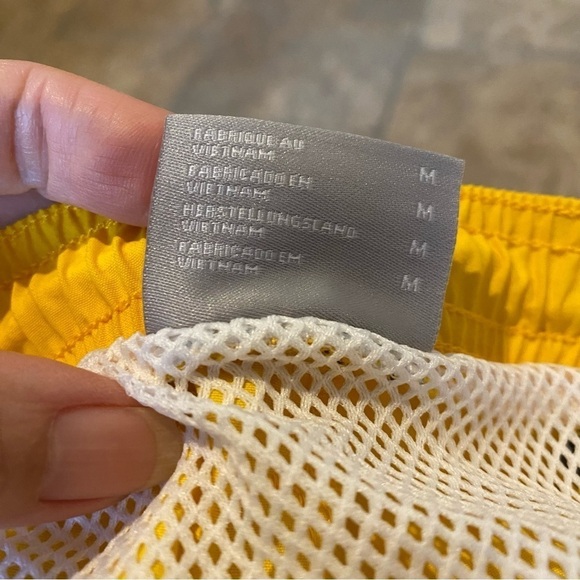 FABRIQUE AU
VIETNAM M
FABRICADO EN
VIETNAM M
HERSTELLUNGSLAND
VIETNAM M
FABRICADO EM
VIETNAM M